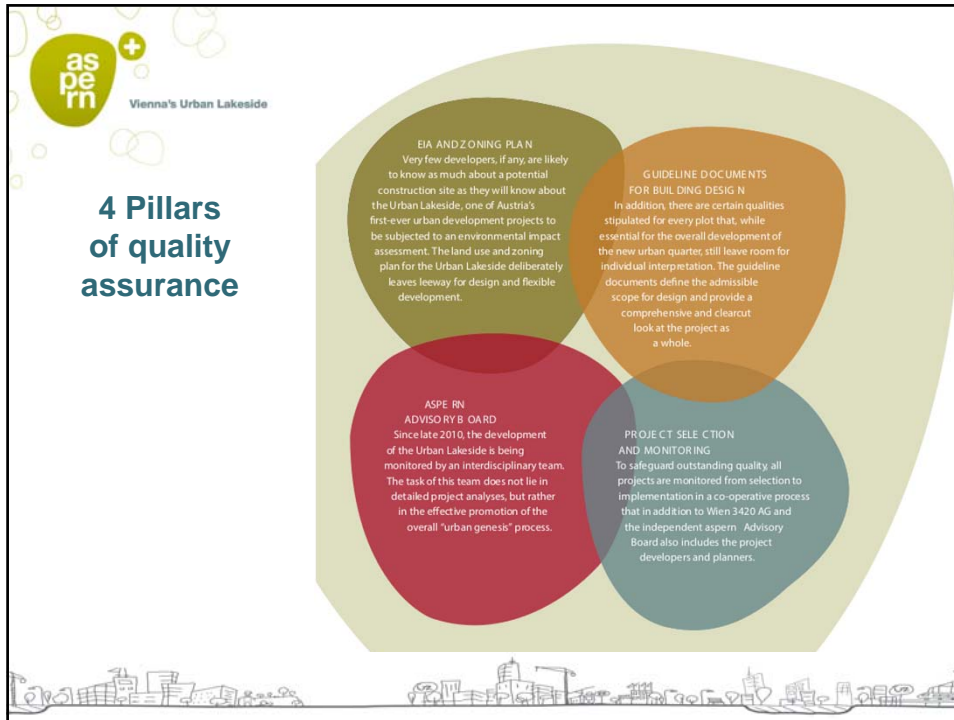 as
pe
rn
+
Vienna's Urban Lakeside
4 Pillars
of quality
assurance
EIA AND ZONING PLAN
Very few developers, if any, are likely
to know as much about a potential
construction site as they will know about
the Urban Lakeside, one of Austria's
first-ever urban development projects to
be subjected to an environmental impact
assessment. The land use and zoning
plan for the Urban Lakeside deliberately
leaves leeway for design and flexible
development.
GUIDELINE DOCUMENTS
FOR BUILDING DESIGN
In addition, there are certain qualities
stipulated for every plot that, while
essential for the overall development of
the new urban quarter, still leave room for
individual interpretation. The guideline
documents define the admissible
scope for design and provide a
comprehensive and clearcut
look at the project as
a whole.
ASPERN
ADVISORY BOARD
Since late 2010, the development
of the Urban Lakeside is being
monitored by an interdisciplinary team.
The task of this team does not lie in
detailed project analyses, but rather
in the effective promotion of the
overall "urban genesis" process.
PROJECT SELECTION
AND MONITORING
To safeguard outstanding quality, all
projects are monitored from selection to
implementation in a co-operative process
that in addition to Wien 3420 AG and
the independent aspern Advisory
Board also includes the project
developers and planners.